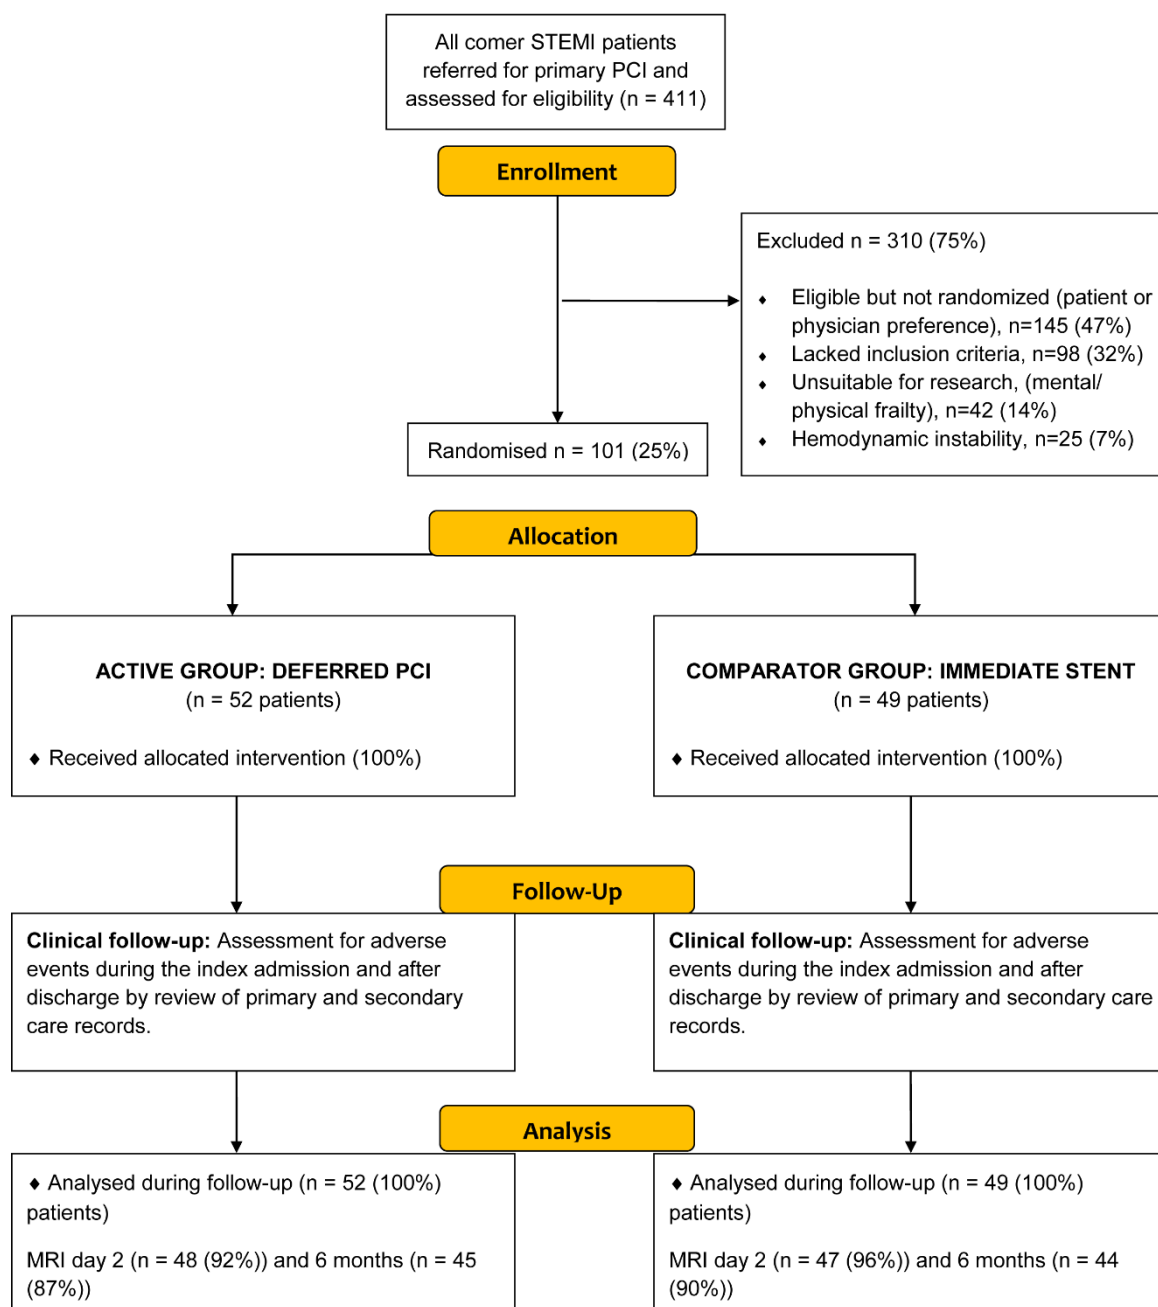 All comer STEMI patients
referred for primary PCI and
assessed for eligibility (n = 411)
Enrollment
Excluded n = 310 (75%)
♦ Eligible but not randomized (patient or
physician preference), n=145 (47%)
♦ Lacked inclusion criteria, n=98 (32%)
♦ Unsuitable for research, (mental/
physical frailty), n=42 (14%)
♦ Hemodynamic instability, n=25 (7%)
Randomised n = 101 (25%)
Allocation
ACTIVE GROUP: DEFERRED PCI
(n = 52 patients)
♦ Received allocated intervention (100%)
COMPARATOR GROUP: IMMEDIATE STENT
(n = 49 patients)
♦ Received allocated intervention (100%)
Follow-Up
Clinical follow-up: Assessment for adverse
events during the index admission and after
discharge by review of primary and secondary
care records.
Clinical follow-up: Assessment for adverse
events during the index admission and after
discharge by review of primary and secondary care
records.
Analysis
♦ Analysed during follow-up (n = 52 (100%)
patients)
MRI day 2 (n = 48 (92%)) and 6 months (n = 45
(87%))
♦ Analysed during follow-up (n = 49 (100%)
patients)
MRI day 2 (n = 47 (96%)) and 6 months (n = 44
(90%))